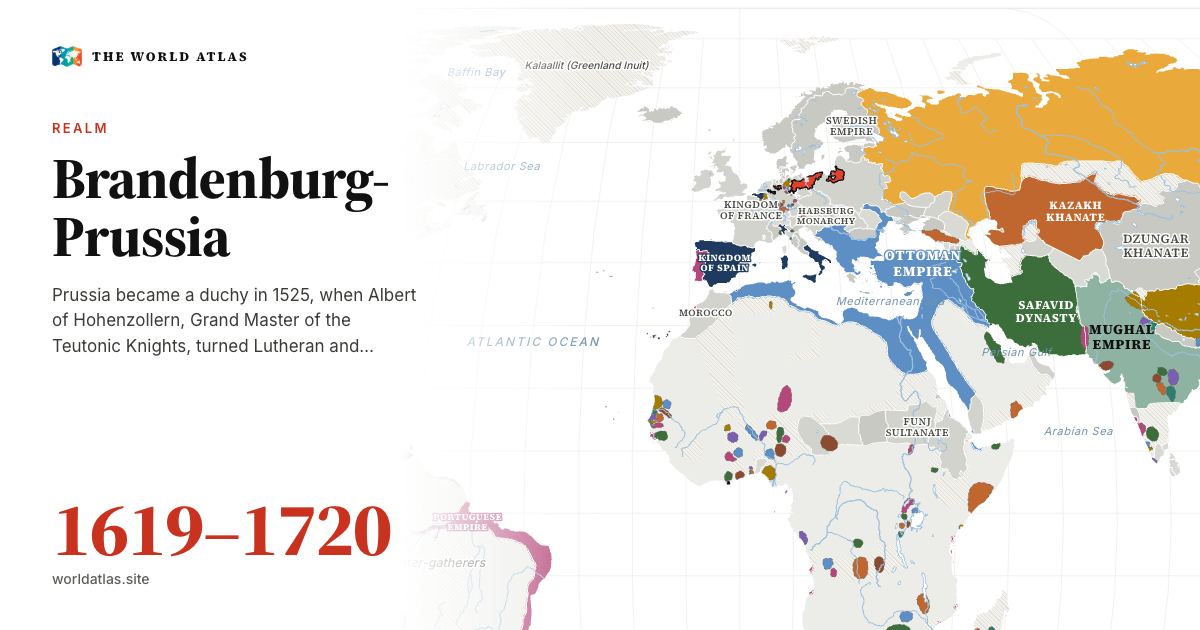 THE WORLD ATLAS
REALM
Brandenburg-
Prussia
Prussia became a duchy in 1525, when Albert
of Hohenzollern, Grand Master of the
Teutonic Knights, turned Lutheran and...
1619–1720
worldatlas.site
Baffin Bay
Kalaallit (Greenland Inuit)
Labrador Sea
ATLANTIC OCEAN
SWEDISH
EMPIRE
KINGDOM
OF FRANCE
HABSBURG
MONARCHY
KINGDOM
OF SPAIN
OTTOMAN
EMPIRE
KAZAKH
KHANATE
DZUNGAR
KHANATE
SAFAVID
DYNASTY
MUGHAL
EMPIRE
Mediterranean
MOROCCO
Persian Gulf
Arabian Sea
FUNJ
SULTANATE
PORTUGUESE
EMPIRE
er-gatherers